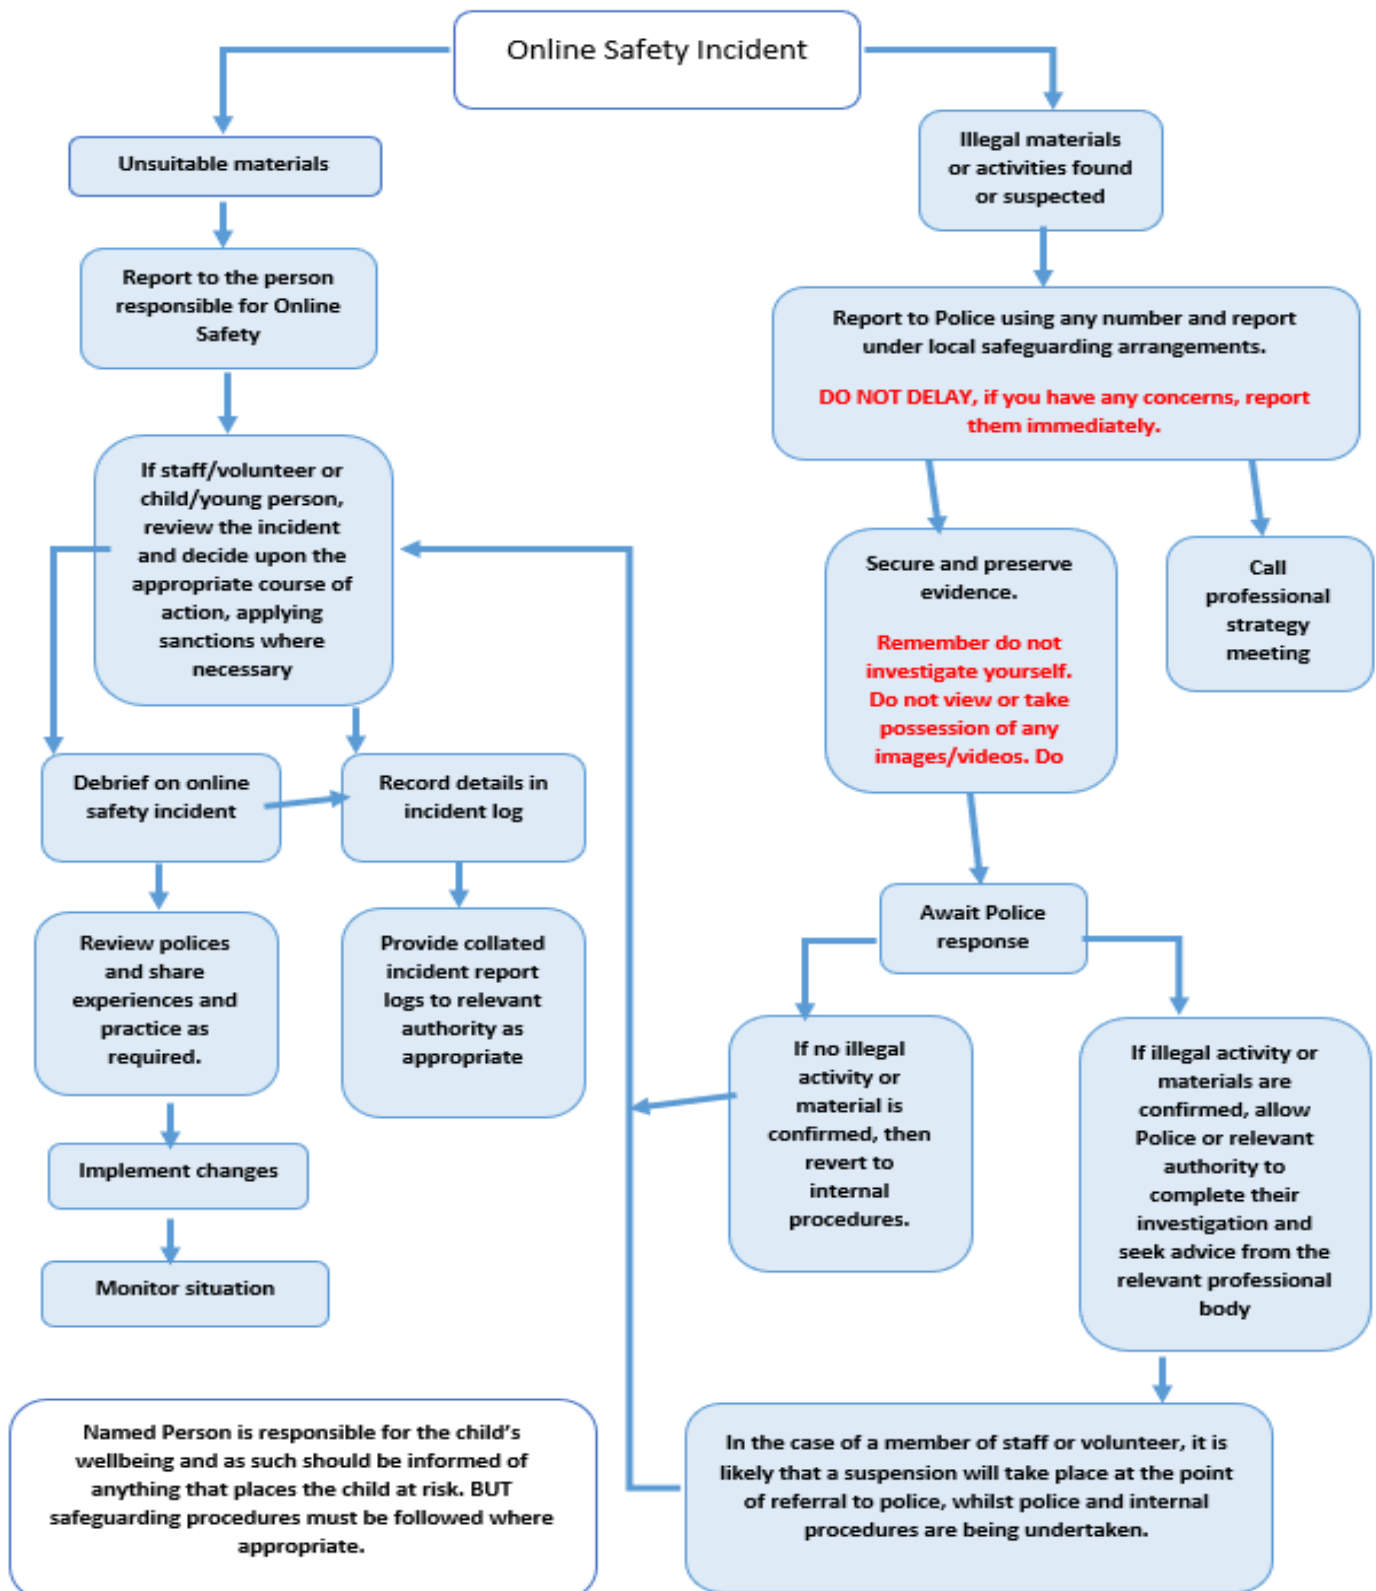 Online Safety Incident
Unsuitable materials
Illegal materials
or activities found
or suspected
Report to the person
responsible for Online
Safety
Report to Police using any number and report
under local safeguarding arrangements.
DO NOT DELAY, if you have any concerns, report
them immediately.
If staff/volunteer or
child/young person,
review the incident
and decide upon the
appropriate course of
action, applying
sanctions where
necessary
Secure and preserve
evidence.
Remember do not
investigate yourself.
Do not view or take
possession of any
images/videos. Do
Call
professional
strategy
meeting
Debrief on online
safety incident
Record details in
incident log
Review polices
and share
experiences and
practice as
required.
Provide collated
incident report
logs to relevant
authority as
appropriate
Await Police
response
If no illegal
activity or
material is
confirmed, then
revert to
internal
procedures.
If illegal activity or
materials are
confirmed, allow
Police or relevant
authority to
complete their
investigation and
seek advice from the
relevant professional
body
Implement changes
Monitor situation
Named Person is responsible for the child's
wellbeing and as such should be informed of
anything that places the child at risk. BUT
safeguarding procedures must be followed where
appropriate.
In the case of a member of staff or volunteer, it is
likely that a suspension will take place at the point
of referral to police, whilst police and internal
procedures are being undertaken.